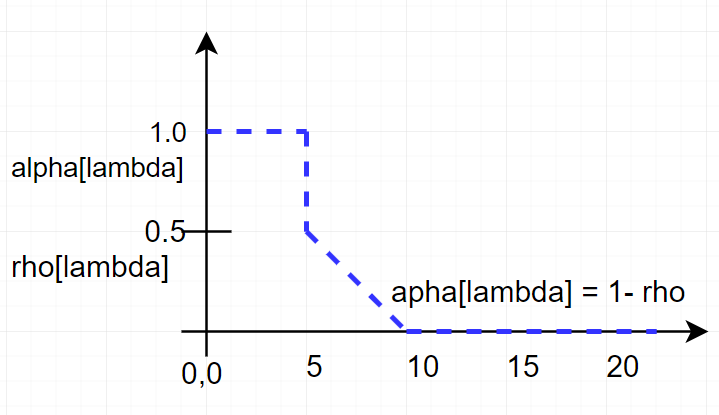 1.0
alpha[lambda]
0.5
rho[lambda]
apha[lambda] = 1- rho
0,0 5 10 15 20